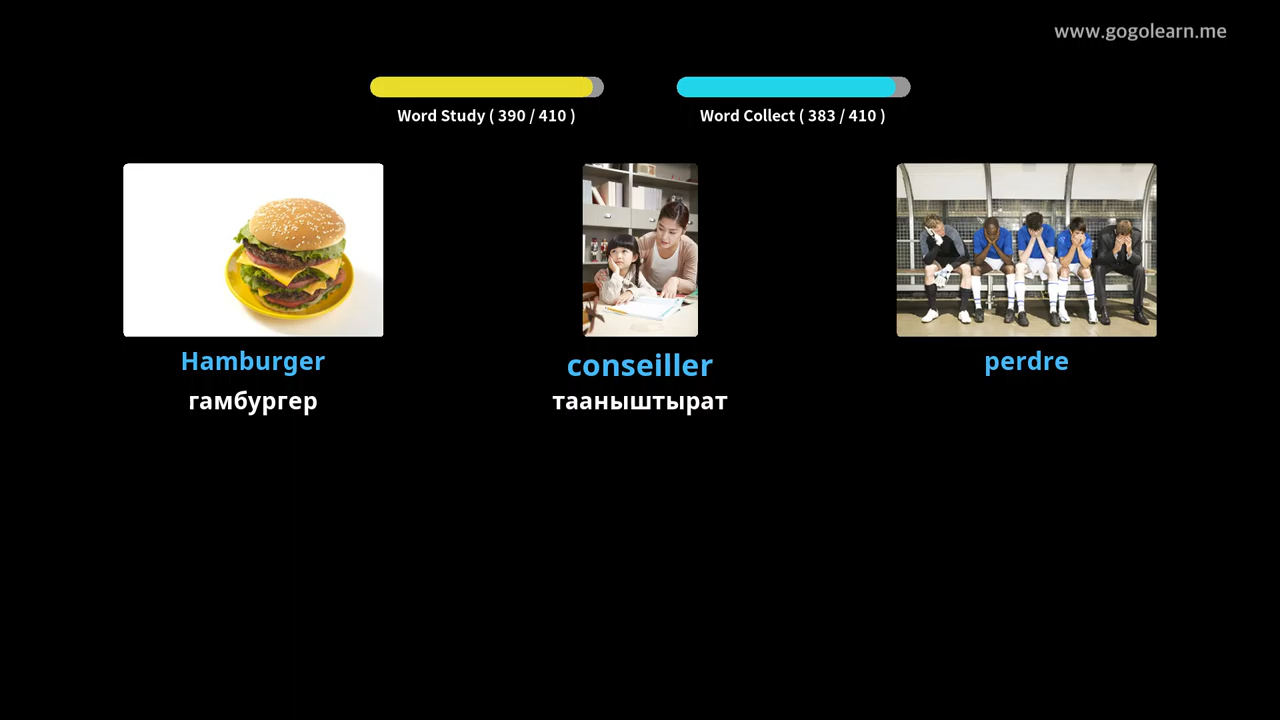 www.gogolearn.me
Word Study ( 390 / 410 )
Word Collect ( 383 / 410 )
Hamburger
гамбургер
conseiller
тааныштырат
perdre